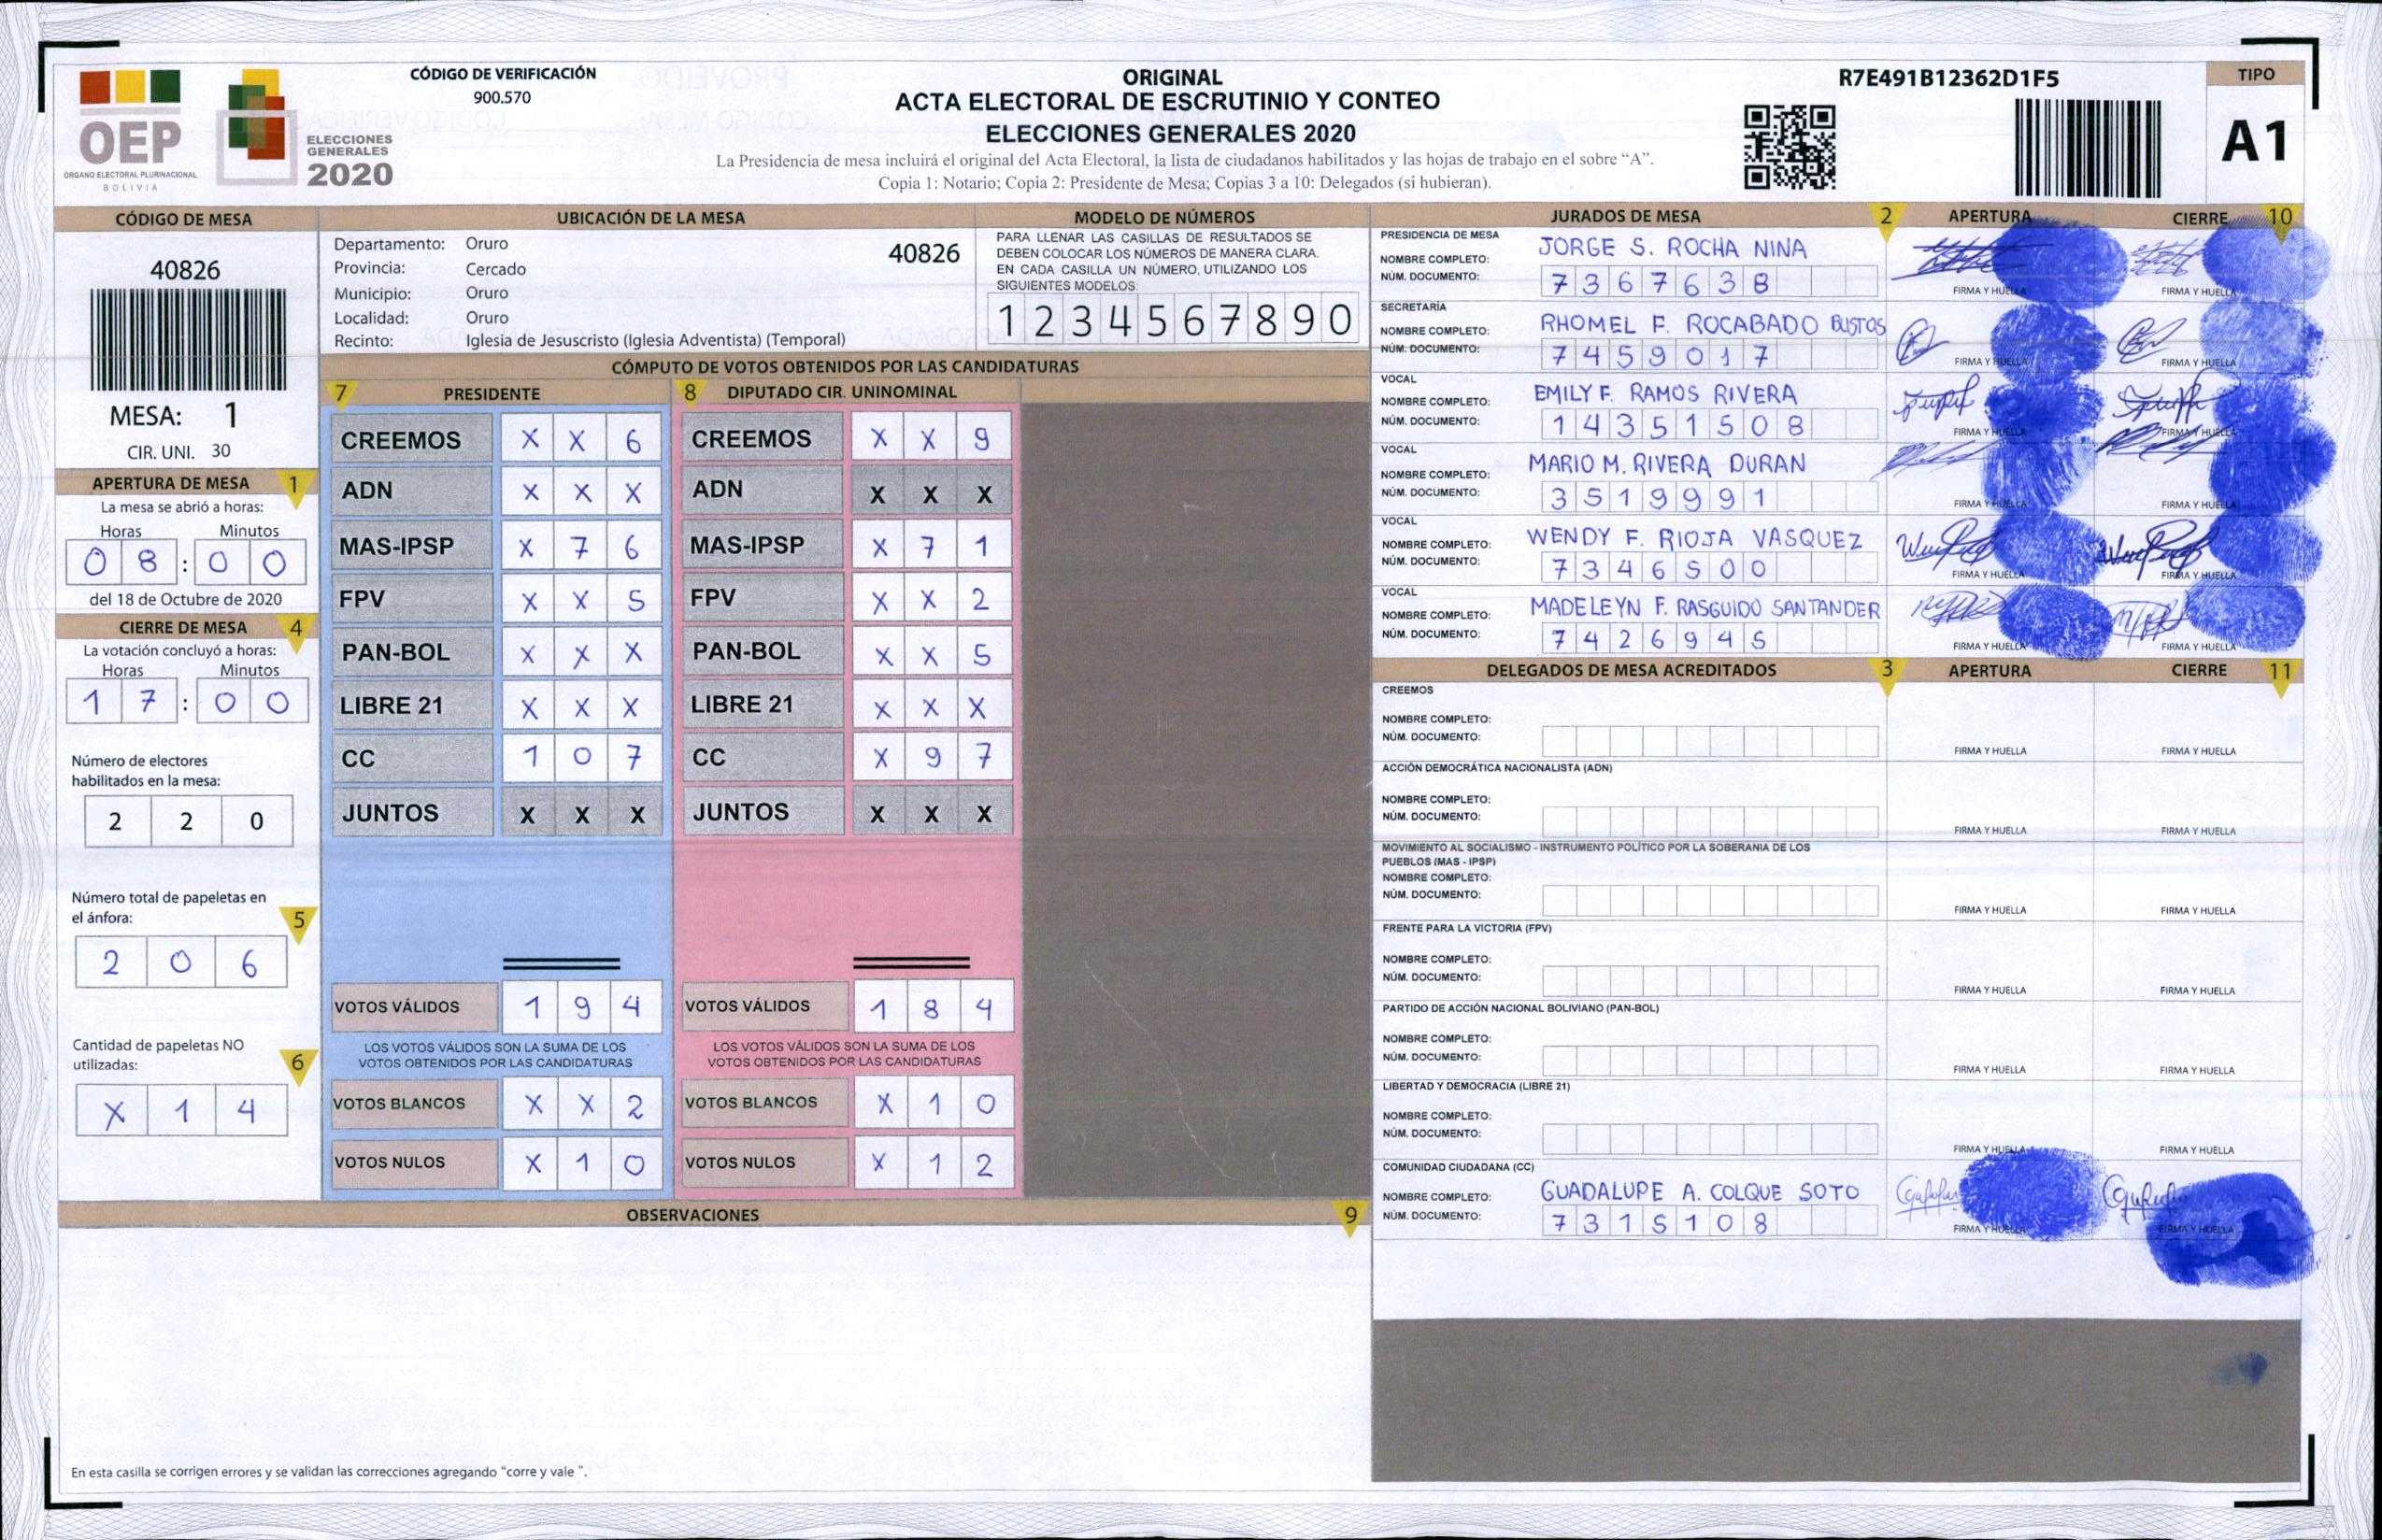 OEP
ÓRGANO ELECTORAL PLURINACIONAL
BOLIVIA
ELECCIONES
GENERALES
2020
CÓDIGO DE VERIFICACIÓN
900.570
ORIGINAL
ACTA ELECTORAL DE ESCRUTINIO Y CONTEO
ELECCIONES GENERALES 2020
La Presidencia de mesa incluirá el original del Acta Electoral, la lista de ciudadanos habilitados y las hojas de trabajo en el sobre “A”.
Copia 1: Notario; Copia 2: Presidente de Mesa; Copias 3 a 10: Delegados (si hubieran).
R7E491B12362D1F5
TIPO
A1
CÓDIGO DE MESA
40826
MESA: 1
CIR. UNI. 30
APERTURA DE MESA 1
La mesa se abrió a horas:
Horas Minutos
0 8 : 0 0
del 18 de Octubre de 2020
CIERRE DE MESA 4
La votación concluyó a horas:
Horas Minutos
1 7 : 0 0
Número de electores
habilitados en la mesa:
2 2 0
Número total de papeletas en
el ánfora: 5
2 0 6
Cantidad de papeletas NO
utilizadas: 6
X 1 4
UBICACIÓN DE LA MESA
Departamento: Oruro 40826
Provincia: Cercado
Municipio: Oruro
Localidad: Oruro
Recinto: Iglesia de Jesuscristo (Iglesia Adventista) (Temporal)
MODELO DE NÚMEROS
PARA LLENAR LAS CASILLAS DE RESULTADOS SE
DEBEN COLOCAR LOS NÚMEROS DE MANERA CLARA.
EN CADA CASILLA UN NÚMERO, UTILIZANDO LOS
SIGUIENTES MODELOS:
1 2 3 4 5 6 7 8 9 0
CÓMPUTO DE VOTOS OBTENIDOS POR LAS CANDIDATURAS
7 PRESIDENTE 8 DIPUTADO CIR. UNINOMINAL
CREEMOS X X 6 CREEMOS X X 9
ADN X X X ADN X X X
MAS-IPSP X 7 6 MAS-IPSP X 7 1
FPV X X 5 FPV X X 2
PAN-BOL X X X PAN-BOL X X 5
LIBRE 21 X X X LIBRE 21 X X X
CC 1 0 7 CC X 9 7
JUNTOS X X X JUNTOS X X X
VOTOS VÁLIDOS 1 9 4 VOTOS VÁLIDOS 1 8 4
LOS VOTOS VÁLIDOS SON LA SUMA DE LOS LOS VOTOS VÁLIDOS SON LA SUMA DE LOS
VOTOS OBTENIDOS POR LAS CANDIDATURAS VOTOS OBTENIDOS POR LAS CANDIDATURAS
VOTOS BLANCOS X X 2 VOTOS BLANCOS X 1 0
VOTOS NULOS X 1 0 VOTOS NULOS X 1 2
OBSERVACIONES 9
En esta casilla se corrigen errores y se validan las correcciones agregando "corre y vale ".
JURADOS DE MESA 2 APERTURA CIERRE 10
PRESIDENCIA DE MESA
NOMBRE COMPLETO: JORGE S. ROCHA NINA
NÚM. DOCUMENTO: 7 3 6 7 6 3 8
FIRMA Y HUELLA FIRMA Y HUELLA
SECRETARÍA
NOMBRE COMPLETO: RHOMEL F. ROCABADO BUSTOS
NÚM. DOCUMENTO: 7 4 5 9 0 1 7
FIRMA Y HUELLA FIRMA Y HUELLA
VOCAL
NOMBRE COMPLETO: EMILY F. RAMOS RIVERA
NÚM. DOCUMENTO: 1 4 3 5 1 5 0 8
FIRMA Y HUELLA FIRMA Y HUELLA
VOCAL
NOMBRE COMPLETO: MARIO M. RIVERA DURAN
NÚM. DOCUMENTO: 3 5 1 9 9 9 1
FIRMA Y HUELLA FIRMA Y HUELLA
VOCAL
NOMBRE COMPLETO: WENDY F. RIOJA VASQUEZ
NÚM. DOCUMENTO: 7 3 4 6 5 0 0
FIRMA Y HUELLA FIRMA Y HUELLA
VOCAL
NOMBRE COMPLETO: MADELEYN F. RASGUIDO SANTANDER
NÚM. DOCUMENTO: 7 4 2 6 9 4 5
FIRMA Y HUELLA FIRMA Y HUELLA
DELEGADOS DE MESA ACREDITADOS 3 APERTURA CIERRE 11
CREEMOS
NOMBRE COMPLETO:
NÚM. DOCUMENTO:
FIRMA Y HUELLA FIRMA Y HUELLA
ACCIÓN DEMOCRÁTICA NACIONALISTA (ADN)
NOMBRE COMPLETO:
NÚM. DOCUMENTO:
FIRMA Y HUELLA FIRMA Y HUELLA
MOVIMIENTO AL SOCIALISMO - INSTRUMENTO POLÍTICO POR LA SOBERANIA DE LOS
PUEBLOS (MAS - IPSP)
NOMBRE COMPLETO:
NÚM. DOCUMENTO:
FIRMA Y HUELLA FIRMA Y HUELLA
FRENTE PARA LA VICTORIA (FPV)
NOMBRE COMPLETO:
NÚM. DOCUMENTO:
FIRMA Y HUELLA FIRMA Y HUELLA
PARTIDO DE ACCIÓN NACIONAL BOLIVIANO (PAN-BOL)
NOMBRE COMPLETO:
NÚM. DOCUMENTO:
FIRMA Y HUELLA FIRMA Y HUELLA
LIBERTAD Y DEMOCRACIA (LIBRE 21)
NOMBRE COMPLETO:
NÚM. DOCUMENTO:
FIRMA Y HUELLA FIRMA Y HUELLA
COMUNIDAD CIUDADANA (CC)
NOMBRE COMPLETO: GUADALUPE A. COLQUE SOTO
NÚM. DOCUMENTO: 7 3 1 5 1 0 8
FIRMA Y HUELLA FIRMA Y HUELLA